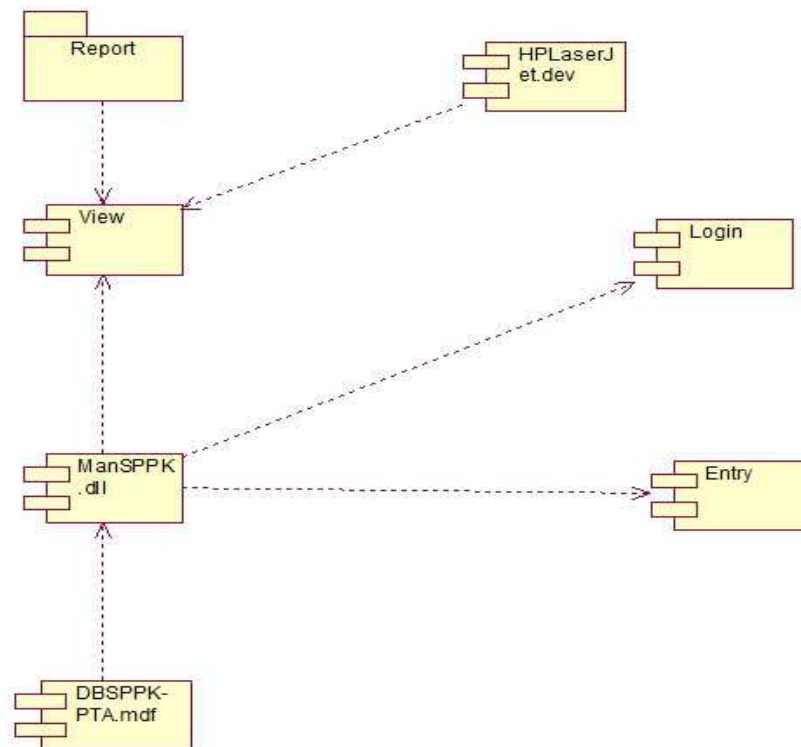 Report
HPLaserJ
et.dev
View
Login
ManSPPK
.dll
Entry
DBSPPK-
PTA.mdf